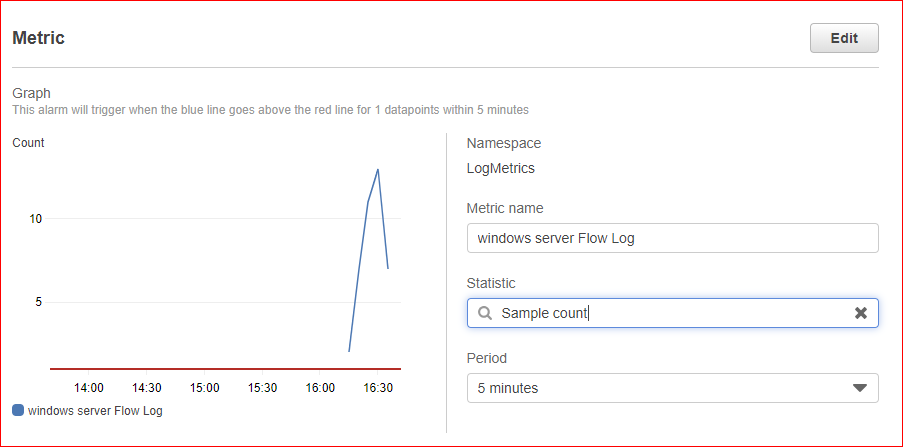 Metric
Edit
Graph
This alarm will trigger when the blue line goes above the red line for 1 datapoints within 5 minutes
Count
10
5
14:00 14:30 15:00 15:30 16:00 16:30
windows server Flow Log
Namespace
LogMetrics
Metric name
windows server Flow Log
Statistic
Sample count
Period
5 minutes